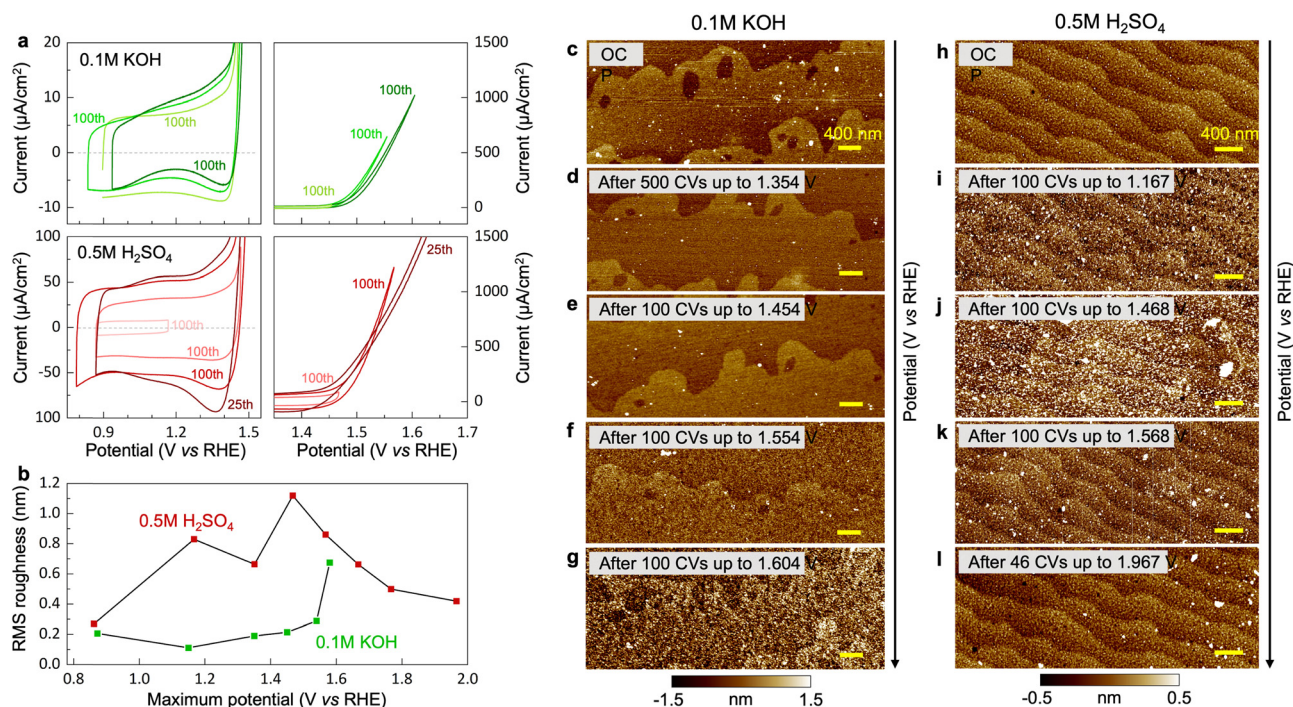 0.1M KOH
0.5M H₂SO₄
a
20
10
0
-10
Current (µA/cm²)
0.1M KOH
100th
100th
100th
1500
1000
500
0
Current (µA/cm²)
100th
100th
100th
100
50
0
-50
100
Current (µA/cm²)
0.5M H₂SO₄
100th
100th
100th
25th
0.9
1.2
1.5
Potential (V vs RHE)
1500
1000
500
0
Current (µA/cm²)
25th
100th
100th
1.4
1.5
1.6
1.7
Potential (V vs RHE)
b
1.2
1.0
0.8
0.6
0.4
0.2
0.0
RMS roughness (nm)
0.5M H₂SO₄
0.1M KOH
0.8
1.0
1.2
1.4
1.6
1.8
2.0
Maximum potential (V vs RHE)
c
OC
P
400 nm
d
After 500 CVs up to 1.354 V
e
After 100 CVs up to 1.454 V
f
After 100 CVs up to 1.554 V
g
After 100 CVs up to 1.604 V
-1.5
nm
1.5
Potential (V vs RHE)
h
OC
P
400 nm
i
After 100 CVs up to 1.167 V
j
After 100 CVs up to 1.468 V
k
After 100 CVs up to 1.568 V
l
After 46 CVs up to 1.967 V
-0.5
nm
0.5
Potential (V vs RHE)